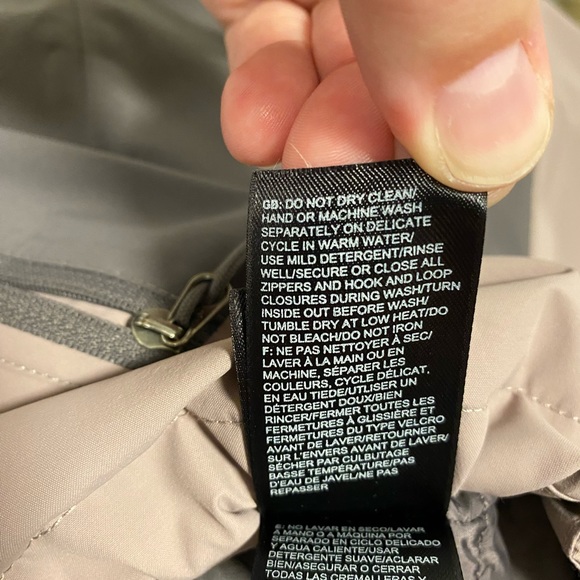 GB: DO NOT DRY CLEAN/
HAND OR MACHINE WASH
SEPARATELY ON DELICATE
CYCLE IN WARM WATER/
USE MILD DETERGENT/RINSE
WELL/SECURE OR CLOSE ALL
ZIPPERS AND HOOK AND LOOP
CLOSURES DURING WASH/TURN
INSIDE OUT BEFORE WASH/
TUMBLE DRY AT LOW HEAT/DO
NOT BLEACH/DO NOT IRON
F: NE PAS NETTOYER À SEC/
LAVER À LA MAIN OU EN
MACHINE, SÉPARER LES
COULEURS, CYCLE DÉLICAT,
EN EAU TIEDE/UTILISER UN
DÉTERGENT DOUX/BIEN
RINCER/FERMER TOUTES LES
FERMETURES À GLISSIÈRE ET
FERMETURES DU TYPE VELCRO
AVANT DE LAVER/RETOURNER
SUR L'ENVERS AVANT DE LAVER/
SÉCHER PAR CULBUTAGE
BASSE TEMPÉRATURE/PAS
D'EAU DE JAVEL/NE PAS
REPASSER
E: NO LAVAR EN SECO/LAVAR
A MANO O A MÁQUINA POR
SEPARADO EN CICLO DELICADO
Y AGUA CALIENTE/USAR
DETERGENTE SUAVE/ACLARAR
BIEN/ASEGURAR O CERRAR
TODAS LAS CREMALLERAS Y